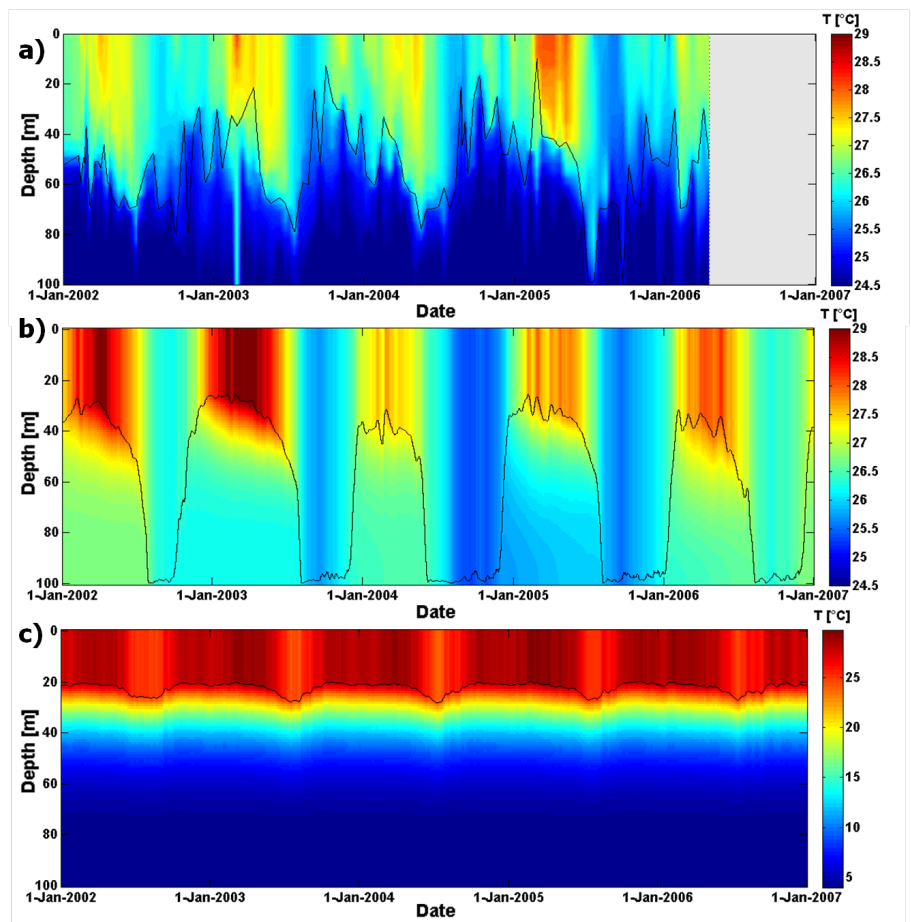 T [°C]
a)
0
20
40
60
80
100
Depth [m]
1-Jan-2002
1-Jan-2003
1-Jan-2004
1-Jan-2005
1-Jan-2006
1-Jan-2007
Date
29
28.5
28
27.5
27
26.5
26
25.5
25
24.5
T [°C]
b)
0
20
40
60
80
100
Depth [m]
1-Jan-2002
1-Jan-2003
1-Jan-2004
1-Jan-2005
1-Jan-2006
1-Jan-2007
Date
29
28.5
28
27.5
27
26.5
26
25.5
25
24.5
T [°C]
c)
0
20
40
60
80
100
Depth [m]
1-Jan-2002
1-Jan-2003
1-Jan-2004
1-Jan-2005
1-Jan-2006
1-Jan-2007
Date
25
20
15
10
5